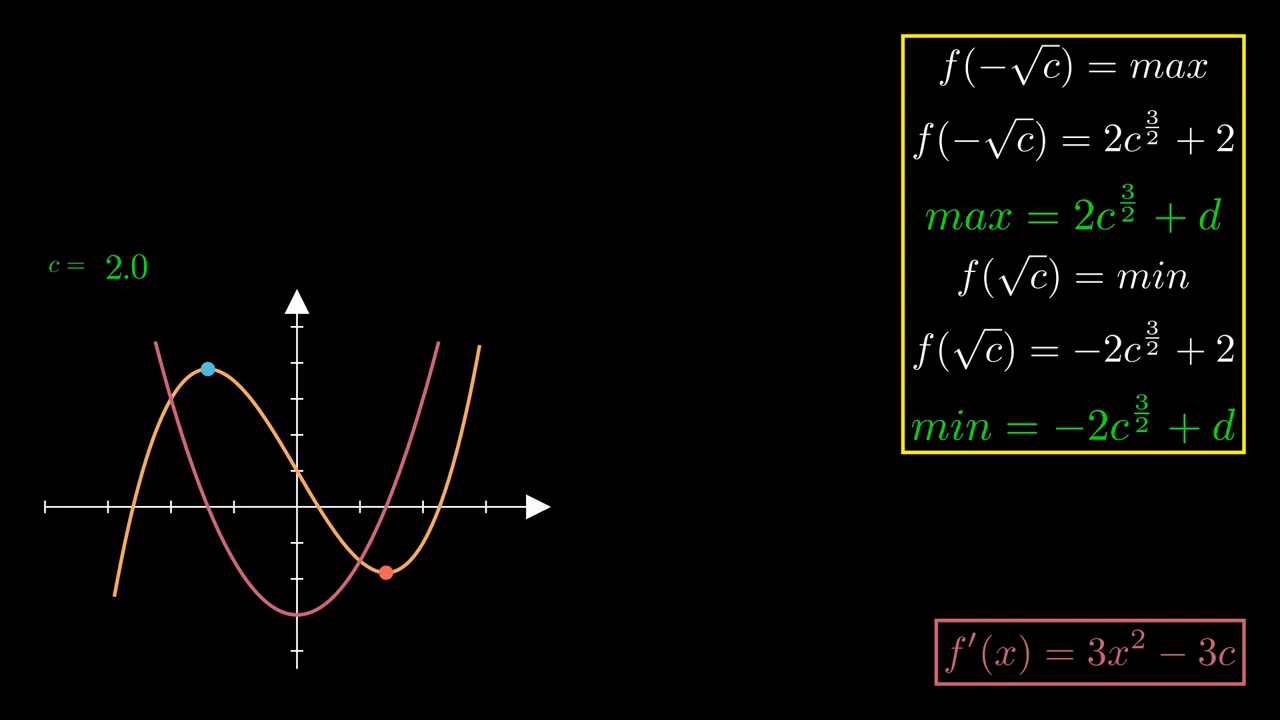 f(−√c) = max
f(−√c) = 2c^{3/2} + 2
max = 2c^{3/2} + d
f(√c) = min
f(√c) = −2c^{3/2} + 2
min = −2c^{3/2} + d
c = 2.0
f′(x) = 3x² − 3c